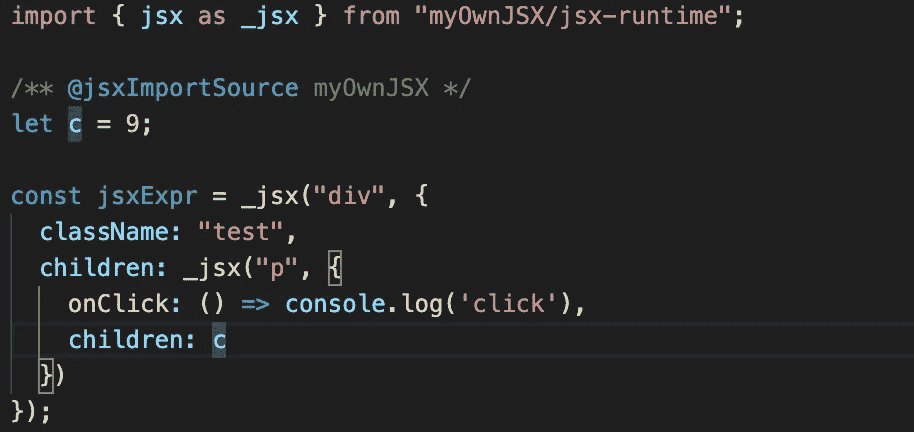 import { jsx as _jsx } from "myOwnJSX/jsx-runtime";
/** @jsxImportSource myOwnJSX */
let c = 9;
const jsxExpr = _jsx("div", {
className: "test",
children: _jsx("p", {
onClick: () => console.log('click'),
children: c
})
});